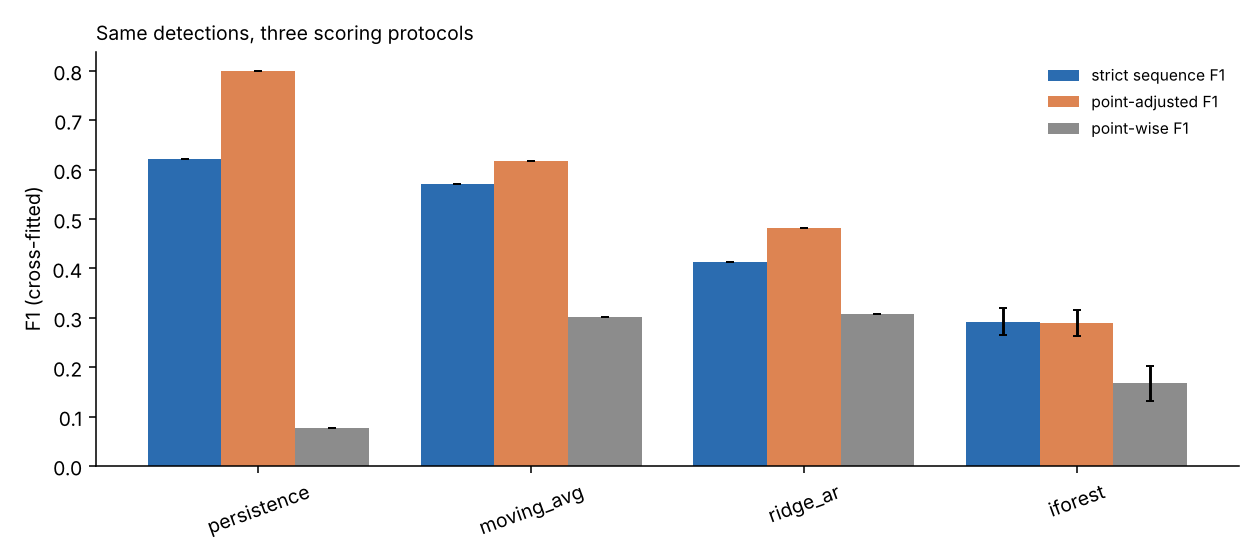 Same detections, three scoring protocols
strict sequence F1
point-adjusted F1
point-wise F1
F1 (cross-fitted)
0.8
0.7
0.6
0.5
0.4
0.3
0.2
0.1
0.0
persistence
moving_avg
ridge_ar
iforest